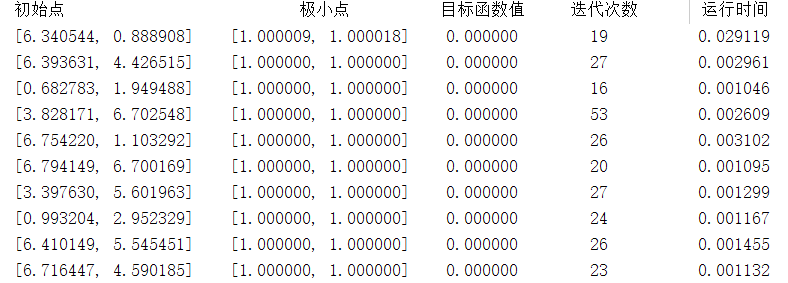 初始点 极小点 目标函数值 迭代次数 运行时间
[6.340544, 0.888908] [1.000009, 1.000018] 0.000000 19 0.029119
[6.393631, 4.426515] [1.000000, 1.000000] 0.000000 27 0.002961
[0.682783, 1.949488] [1.000000, 1.000000] 0.000000 16 0.001046
[3.828171, 6.702548] [1.000000, 1.000000] 0.000000 53 0.002609
[6.754220, 1.103292] [1.000000, 1.000000] 0.000000 26 0.003102
[6.794149, 6.700169] [1.000000, 1.000000] 0.000000 20 0.001095
[3.397630, 5.601963] [1.000000, 1.000000] 0.000000 27 0.001299
[0.993204, 2.952329] [1.000000, 1.000000] 0.000000 24 0.001167
[6.410149, 5.545451] [1.000000, 1.000000] 0.000000 26 0.001455
[6.716447, 4.590185] [1.000000, 1.000000] 0.000000 23 0.001132